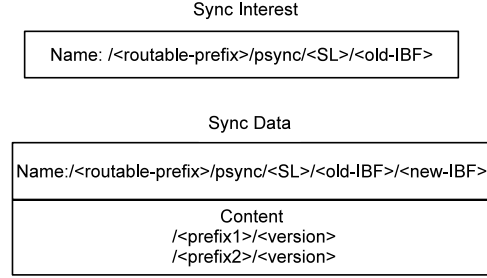 Sync Interest
Name: /<routable-prefix>/psync/<SL>/<old-IBF>
Sync Data
Name:/<routable-prefix>/psync/<SL>/<old-IBF>/<new-IBF>
Content
/<prefix1>/<version>
/<prefix2>/<version>